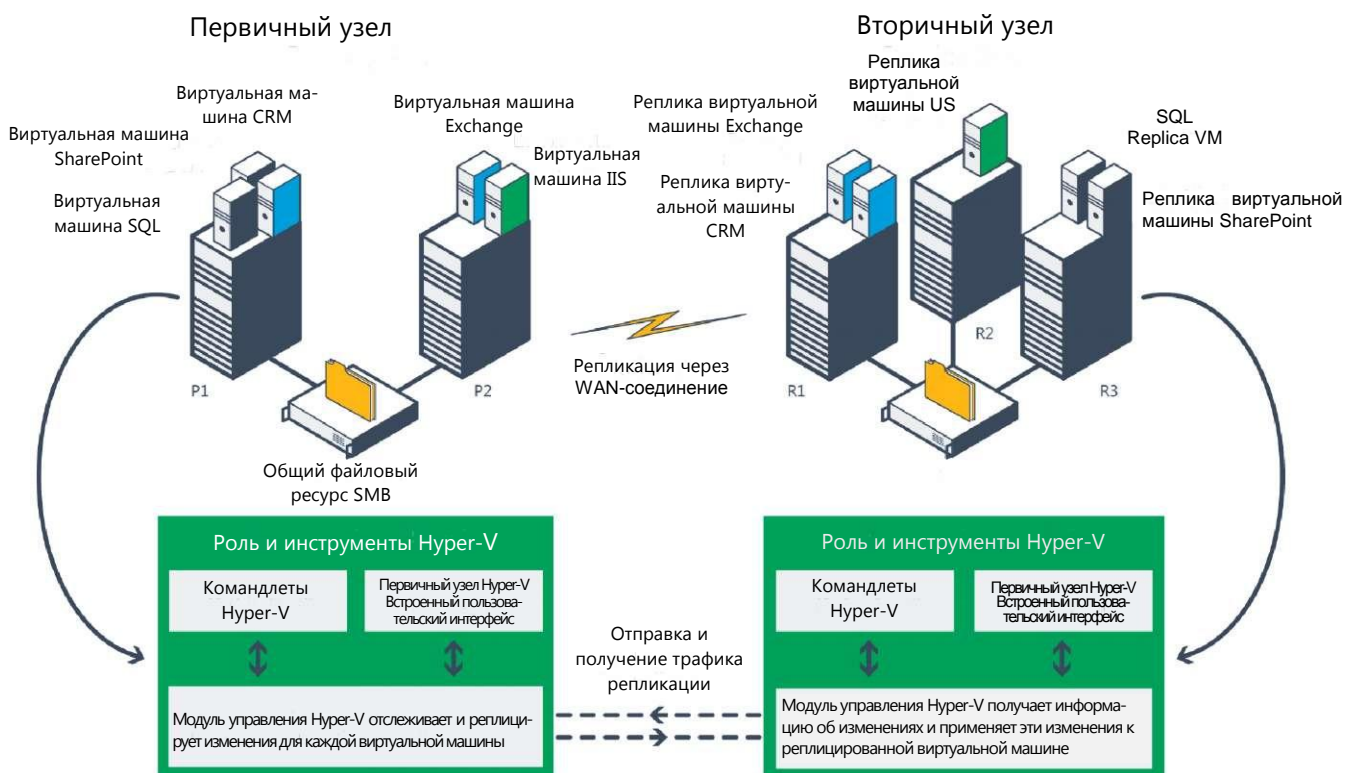 Первичный узел
Вторичный узел
Виртуальная ма-
шина CRM
Виртуальная машина
SharePoint
Виртуальная
машина SQL
Виртуальная машина
Exchange
Виртуальная
машина IIS
Реплика виртуальной
машины Exchange
Реплика вирту-
альной машины
CRM
Реплика
виртуальной
машины US
SQL
Replica VM
Реплика виртуальной
машины SharePoint
P1
P2
Репликация через
WAN-соединение
R1
R2
R3
Общий файловый
ресурс SMB
Роль и инструменты Hyper-V
Командлеты
Hyper-V
Первичный узел Hyper-V
Встроенный пользова-
тельский интерфейс
Модуль управления Hyper-V отслеживает и реплици-
рует изменения для каждой виртуальной машины
Отправка и
получение трафика
репликации
Роль и инструменты Hyper-V
Командлеты
Hyper-V
Первичный узел Hyper-V
Встроенный пользова-
тельский интерфейс
Модуль управления Hyper-V получает информа-
цию об изменениях и применяет эти изменения к
реплицированной виртуальной машине